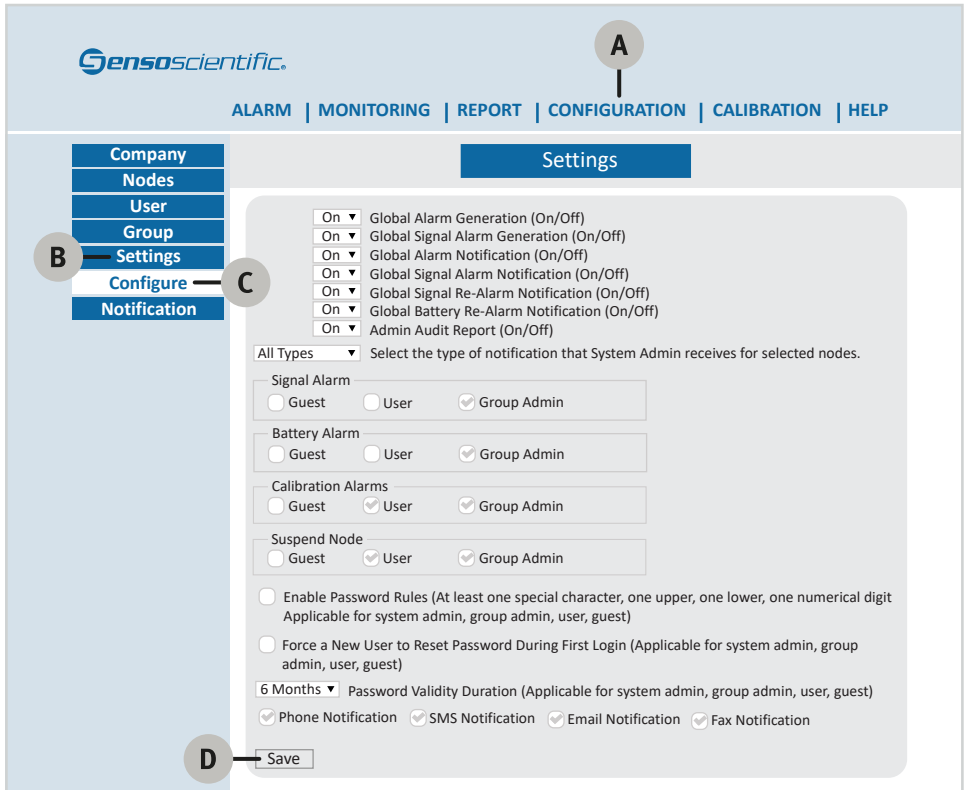 A
Sensoscientific.
ALARM | MONITORING | REPORT | CONFIGURATION | CALIBRATION | HELP
Company
Nodes
User
Group
B
Settings
C
Configure
Notification
Settings
On ▼ Global Alarm Generation (On/Off)
On ▼ Global Signal Alarm Generation (On/Off)
On ▼ Global Alarm Notification (On/Off)
On ▼ Global Signal Alarm Notification (On/Off)
On ▼ Global Signal Re-Alarm Notification (On/Off)
On ▼ Global Battery Re-Alarm Notification (On/Off)
On ▼ Admin Audit Report (On/Off)
All Types ▼ Select the type of notification that System Admin receives for selected nodes.
Signal Alarm
Guest User Group Admin
Battery Alarm
Guest User Group Admin
Calibration Alarms
Guest User Group Admin
Suspend Node
Guest User Group Admin
Enable Password Rules (At least one special character, one upper, one lower, one numerical digit
Applicable for system admin, group admin, user, guest)
Force a New User to Reset Password During First Login (Applicable for system admin, group
admin, user, guest)
6 Months ▼ Password Validity Duration (Applicable for system admin, group admin, user, guest)
Phone Notification SMS Notification Email Notification Fax Notification
D
Save